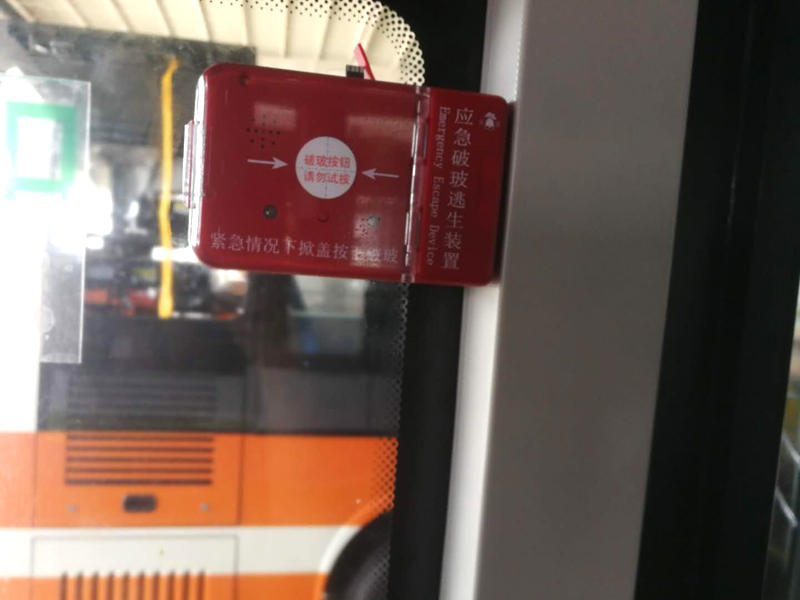 应急破玻逃生装置
Emergency Escape Device
破玻按钮
请勿试按
紧急情况下掀盖按击破玻